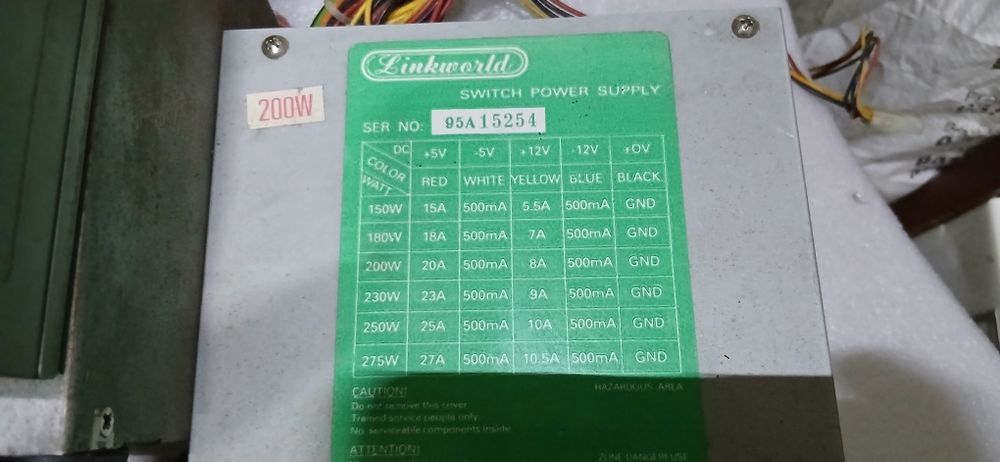 Linkworld
SWITCH POWER SUPPLY
200W
SER NO: 95A15254
DC COLOR WATT +5V -5V +12V -12V +OV
RED WHITE YELLOW BLUE BLACK
150W 15A 500mA 5.5A 500mA GND
180W 18A 500mA 7A 500mA GND
200W 20A 500mA 8A 500mA GND
230W 23A 500mA 9A 500mA GND
250W 25A 500mA 10A 500mA GND
275W 27A 500mA 10.5A 500mA GND
CAUTION! HAZARDOUS AREA
Do not remove this cover
Trained service people only.
No serviceable components inside.
ATTENTION! ZONE DANGEREUSE